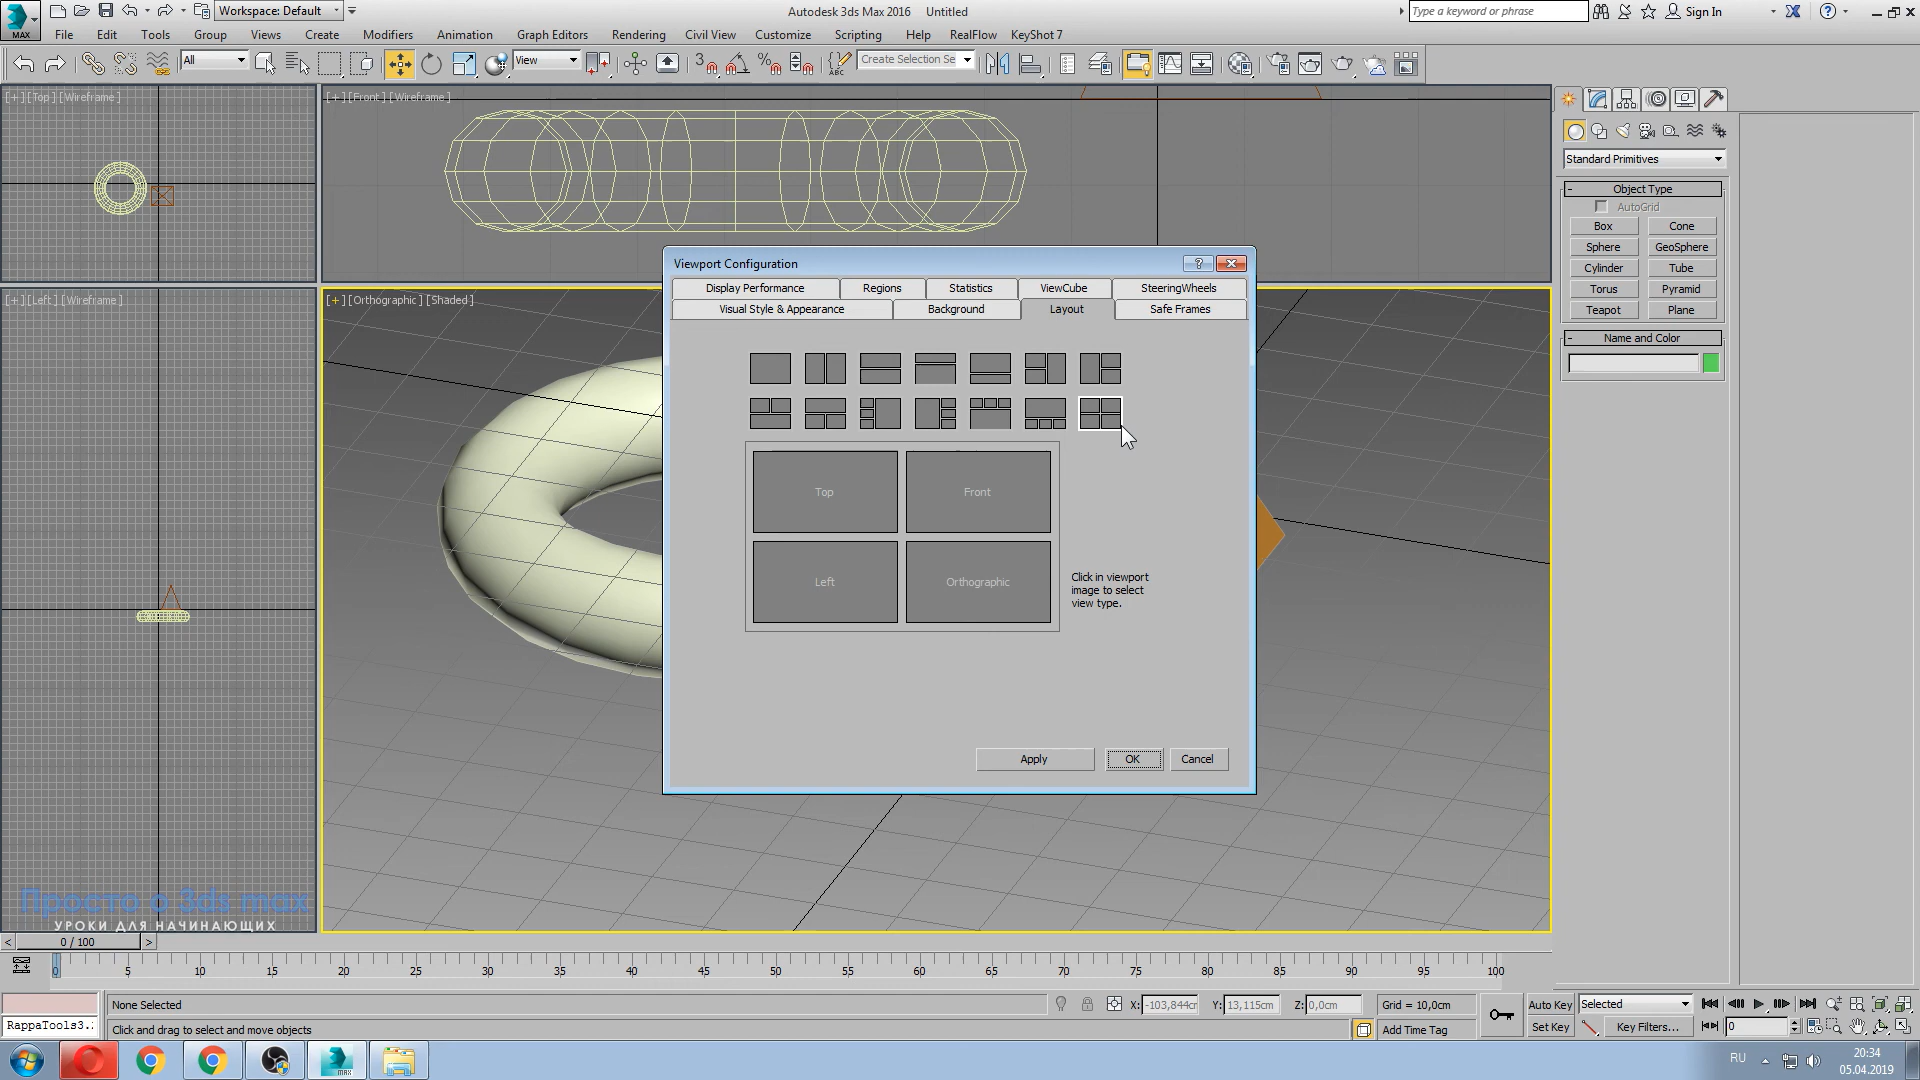 Workspace: Default
Autodesk 3ds Max 2016 Untitled
Type a keyword or phrase
Sign In
MAX
File Edit Tools Group Views Create Modifiers Animation Graph Editors Rendering Civil View Customize Scripting Help RealFlow KeyShot 7
All
View
3
ABC
Create Selection Se
[+][Top][Wireframe]
[+][Front][Wireframe]
[+][Left][Wireframe]
[+][Orthographic][Shaded]
Viewport Configuration
Display Performance Regions Statistics ViewCube SteeringWheels
Visual Style & Appearance Background Layout Safe Frames
Top Front
Left Orthographic
Click in viewport
image to select
view type.
Apply OK Cancel
Standard Primitives
- Object Type
AutoGrid
Box Cone
Sphere GeoSphere
Cylinder Tube
Torus Pyramid
Teapot Plane
- Name and Color
Просто о 3ds max
УРОКИ ДЛЯ НАЧИНАЮЩИХ
< 0 / 100 >
0 5 10 15 20 25 30 35 40 45 50 55 60 65 70 75 80 85 90 95 100
None Selected
X: -103,844cm Y: 13,115cm Z: 0,0cm Grid = 10,0cm
Auto Key Selected
RappaTools3.:
Click and drag to select and move objects
Add Time Tag
Set Key Key Filters... 0
MAX
RU
20:34
05.04.2019